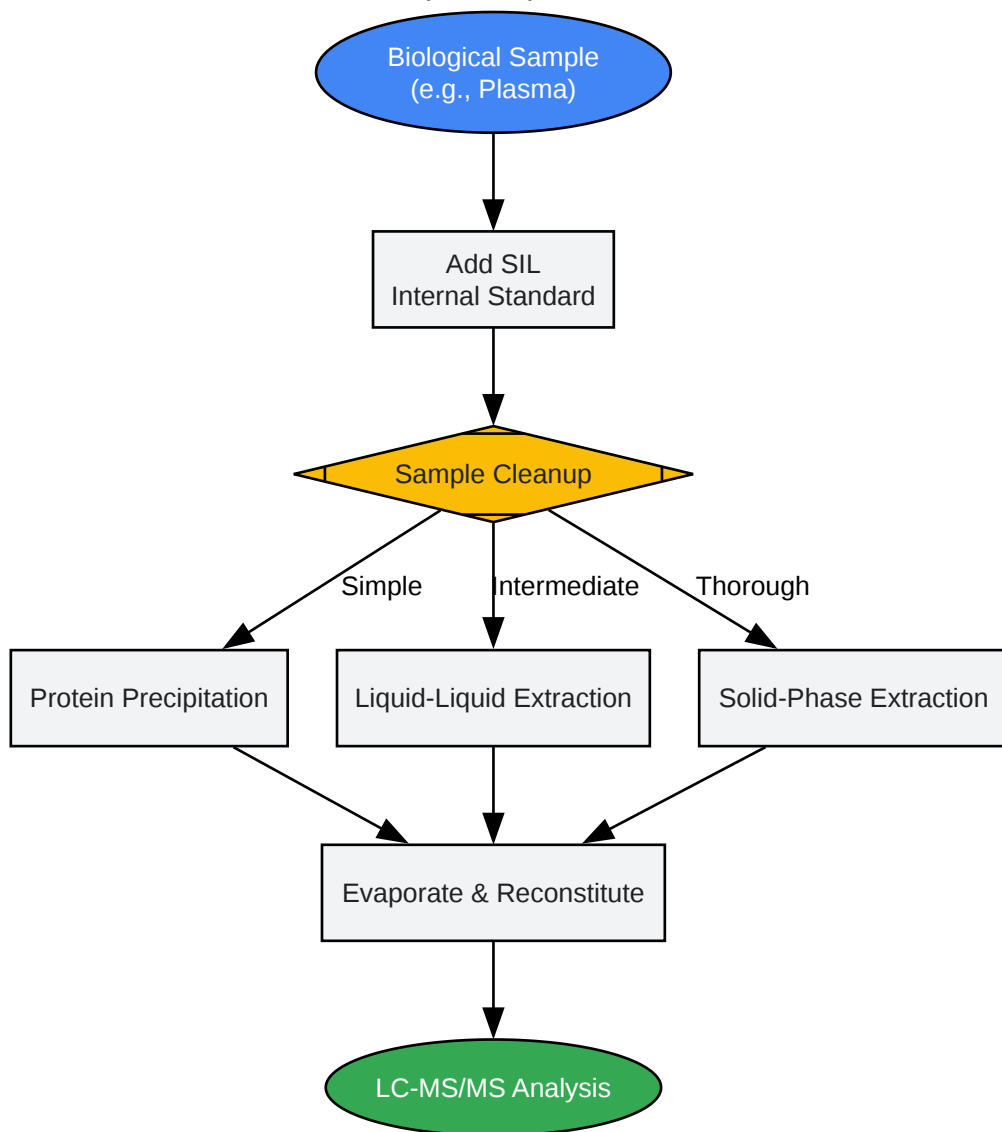 Biological Sample
(e.g., Plasma)
Add SIL
Internal Standard
Sample Cleanup
Simple
Intermediate
Thorough
Protein Precipitation
Liquid-Liquid Extraction
Solid-Phase Extraction
Evaporate & Reconstitute
LC-MS/MS Analysis